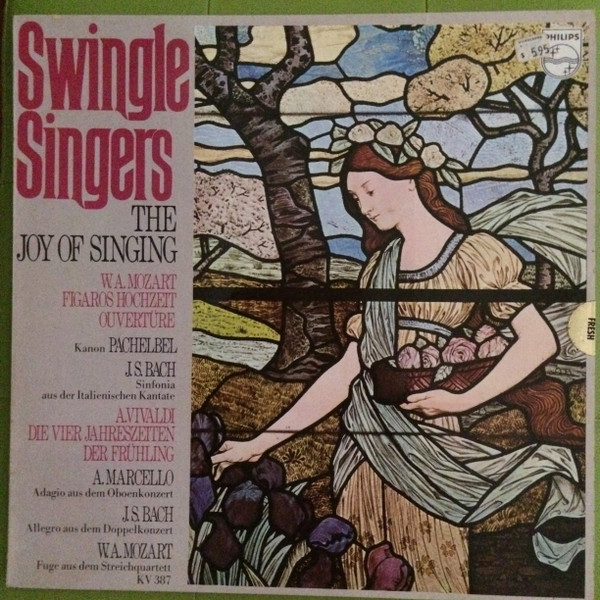 Swingle
Singers
THE
JOY OF SINGING
W.A. MOZART
FIGAROS HOCHZEIT
OUVERTÜRE
Kanon PACHELBEL
J. S. BACH
Sinfonia
aus der Italienischen Kantate
A. VIVALDI
DIE VIER JAHRESZEITEN
DER FRÜHLING
A. MARCELLO
Adagio aus dem Oboenkonzert
J. S. BACH
Allegro aus dem Doppelkonzert
W. A. MOZART
Fuge aus dem Streichquartett
KV 387
PHILIPS
FRESH